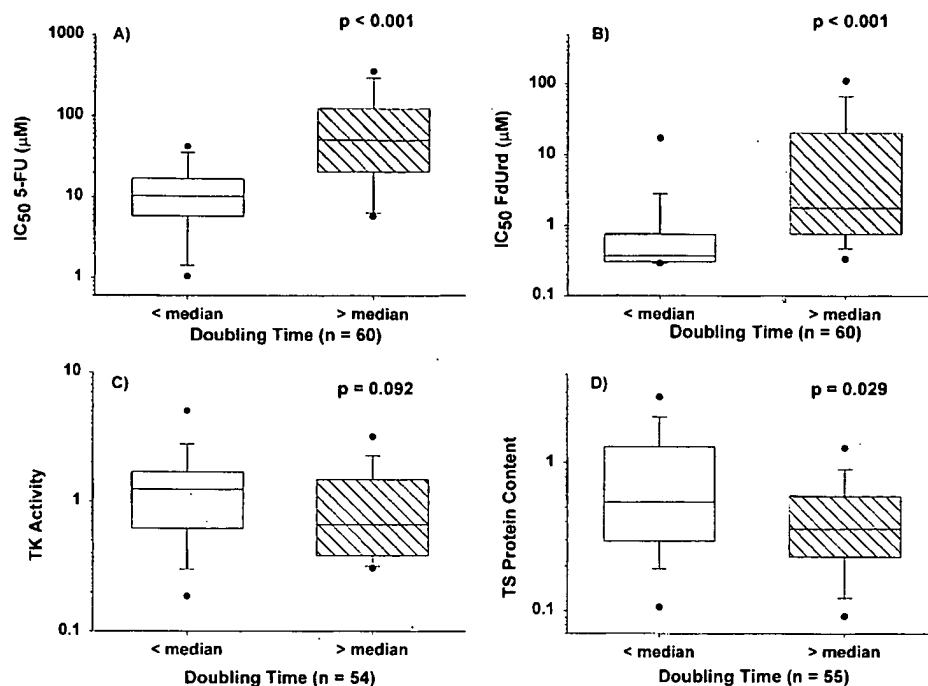 A)
p < 0.001
IC50 5-FU (µM)
1000
100
10
1
< median
> median
Doubling Time (n = 60)
B)
p < 0.001
IC50 FdUrd (µM)
100
10
1
0.1
< median
> median
Doubling Time (n = 60)
C)
p = 0.092
TK Activity
10
1
0.1
< median
> median
Doubling Time (n = 54)
D)
p = 0.029
TS Protein Content
1
0.1
< median
> median
Doubling Time (n = 55)